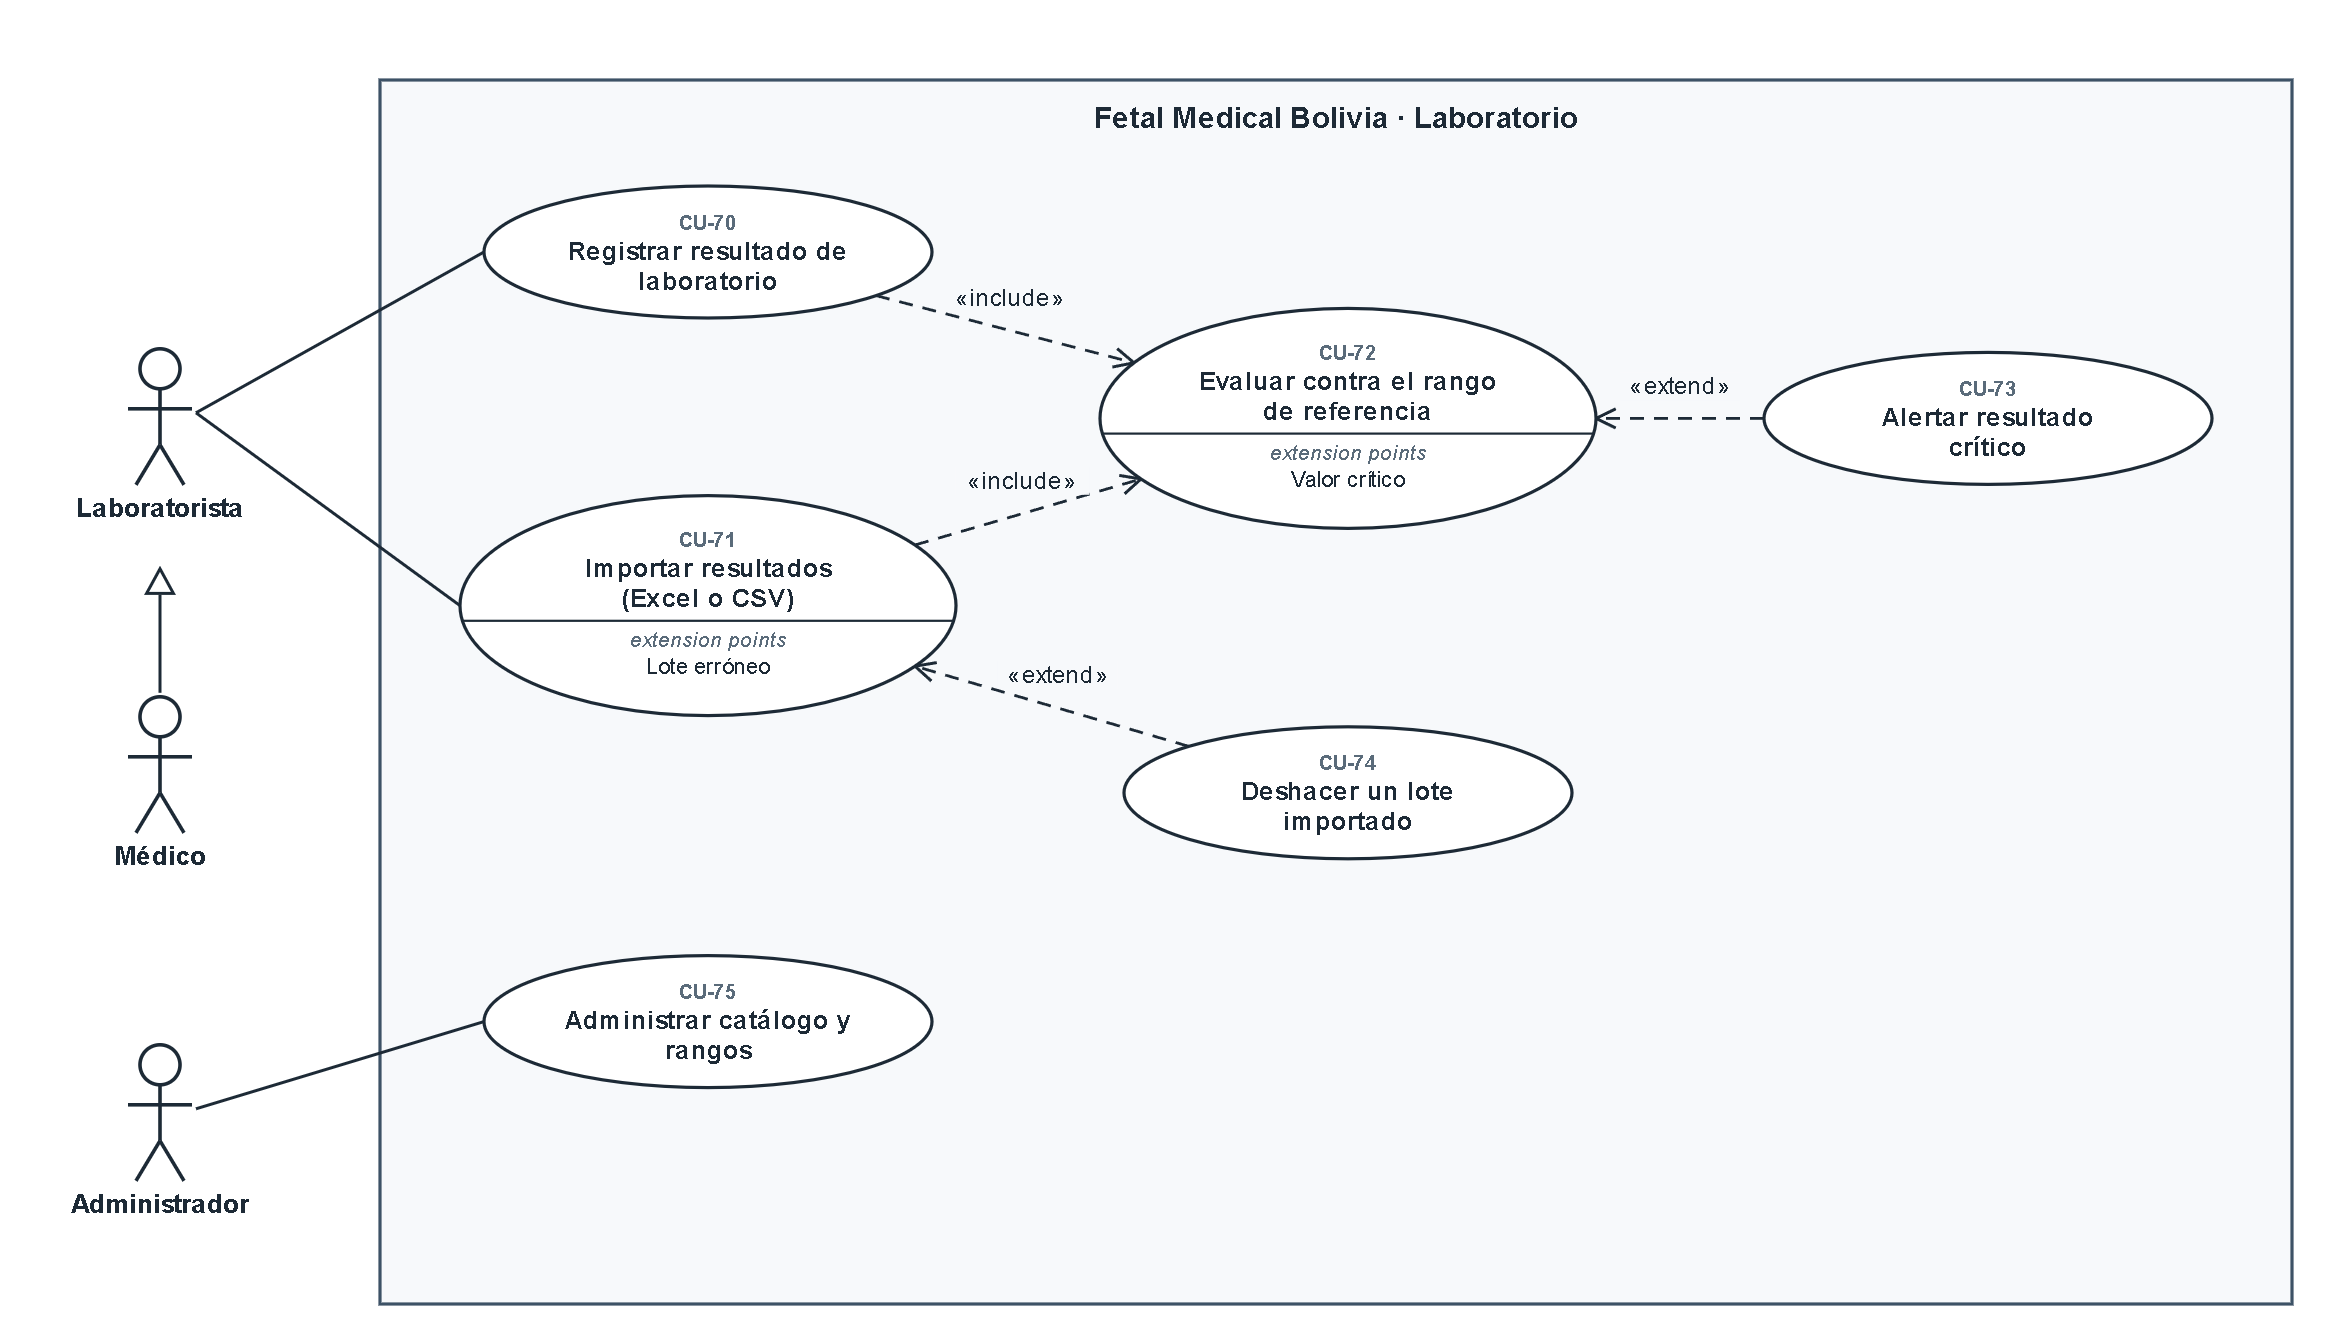 Fetal Medical Bolivia · Laboratorio
CU-70
Registrar resultado de
laboratorio
«include»
CU-72
Evaluar contra el rango
de referencia
extension points
Valor crítico
«extend»
CU-73
Alertar resultado
crítico
Laboratorista
«include»
CU-71
Importar resultados
(Excel o CSV)
extension points
Lote erróneo
«extend»
CU-74
Deshacer un lote
importado
Médico
CU-75
Administrar catálogo y
rangos
Administrador